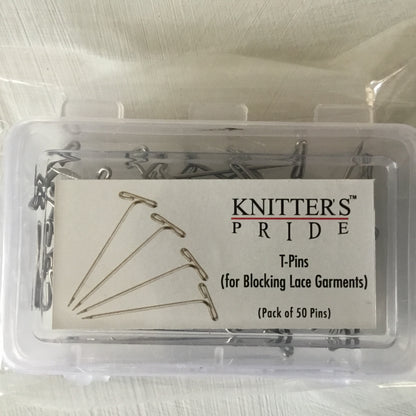 KNITTER'S™
PRIDE
T-Pins
(for Blocking Lace Garments)
(Pack of 50 Pins)